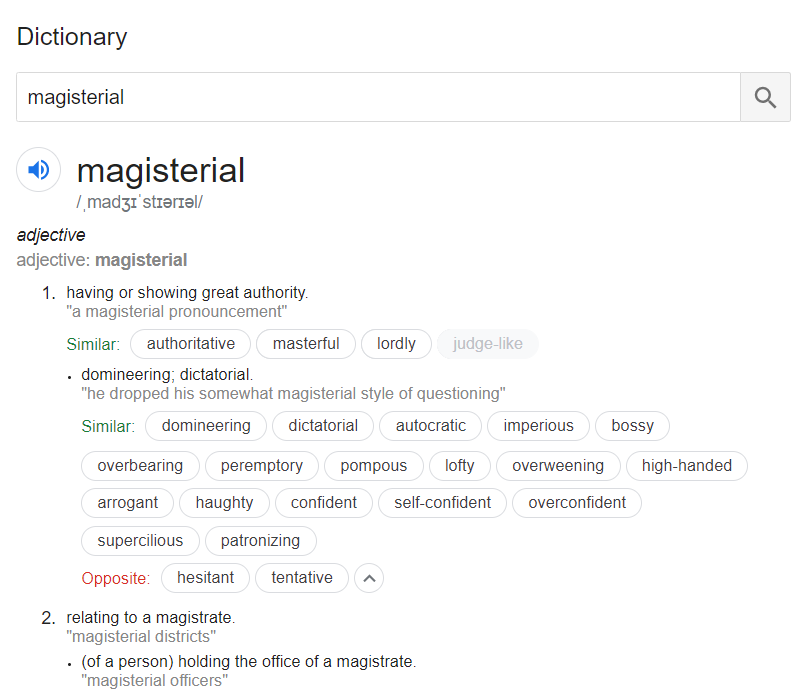 Dictionary
magisterial
magisterial
/ˌmadʒɪˈstɪərɪəl/
adjective
adjective: magisterial
1. having or showing great authority.
"a magisterial pronouncement"
Similar: authoritative masterful lordly judge-like
• domineering; dictatorial.
"he dropped his somewhat magisterial style of questioning"
Similar: domineering dictatorial autocratic imperious bossy
overbearing peremptory pompous lofty overweening high-handed
arrogant haughty confident self-confident overconfident
supercilious patronizing
Opposite: hesitant tentative
2. relating to a magistrate.
"magisterial districts"
• (of a person) holding the office of a magistrate.
"magisterial officers"